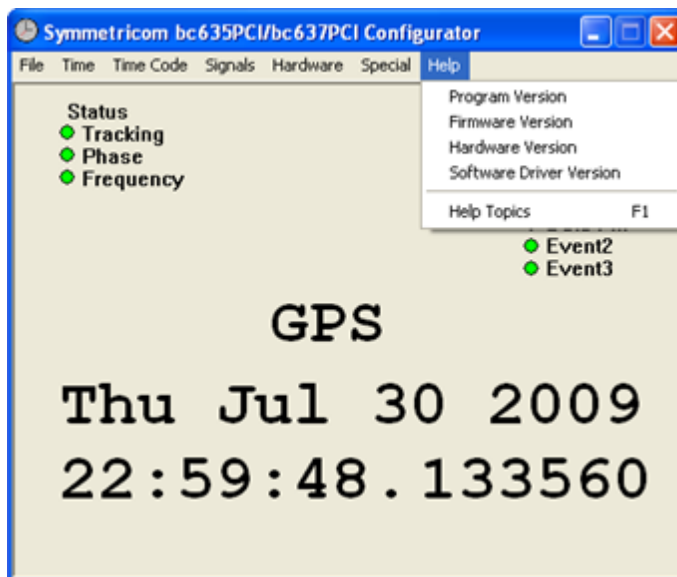 Symmetricom bc635PCI/bc637PCI Configurator
File Time Time Code Signals Hardware Special Help
Program Version
Firmware Version
Hardware Version
Software Driver Version
Help Topics F1
Status
Tracking
Phase
Frequency
Event2
Event3
GPS
Thu Jul 30 2009
22:59:48.133560